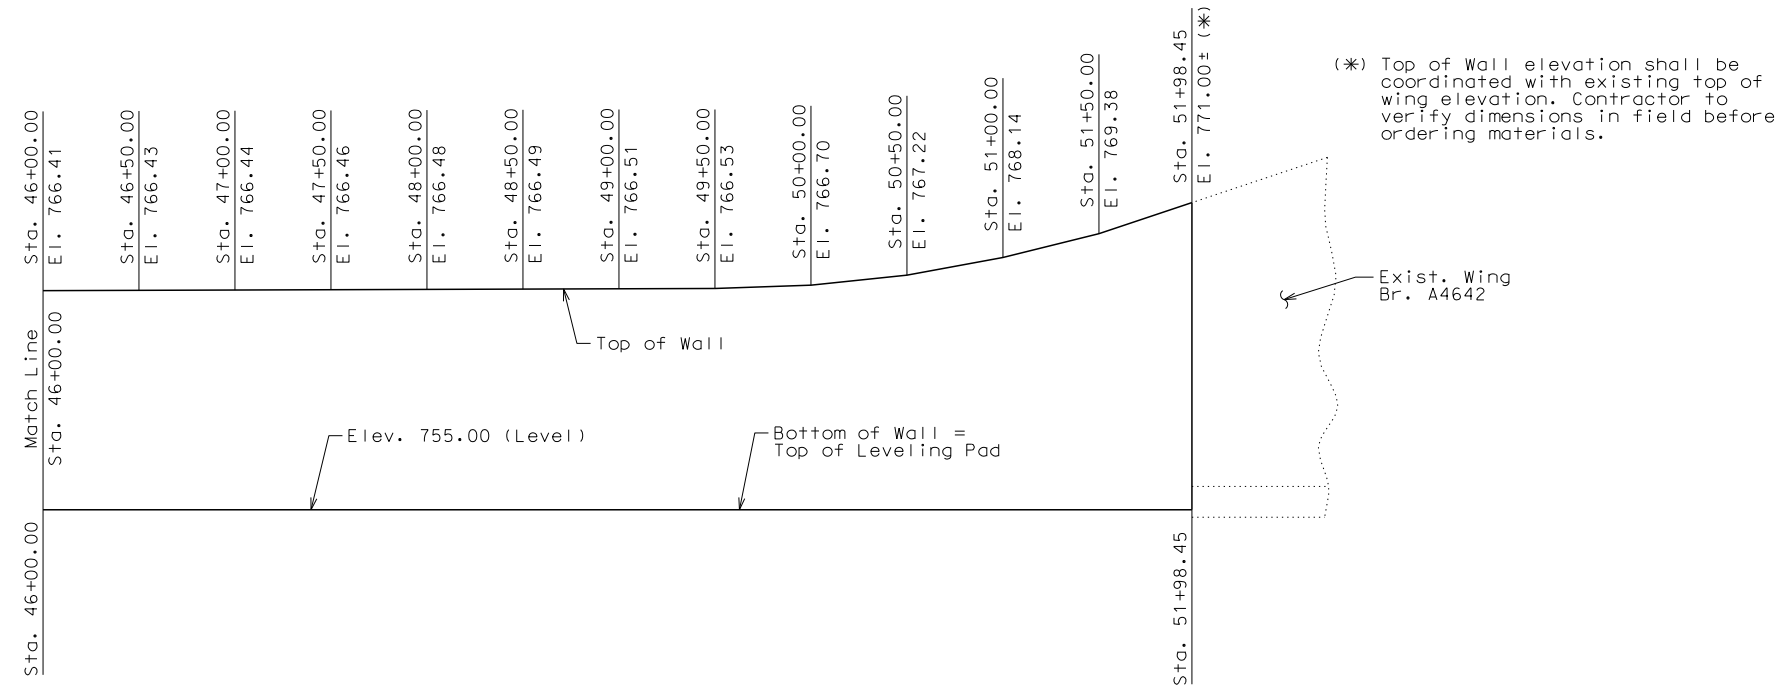 Sta. 46+00.00
El. 766.41
Sta. 46+50.00
El. 766.43
Sta. 47+00.00
El. 766.44
Sta. 47+50.00
El. 766.46
Sta. 48+00.00
El. 766.48
Sta. 48+50.00
El. 766.49
Sta. 49+00.00
El. 766.51
Sta. 49+50.00
El. 766.53
Sta. 50+00.00
El. 766.70
Sta. 50+50.00
El. 767.22
Sta. 51+00.00
El. 768.14
Sta. 51+50.00
El. 769.38
Sta. 51+98.45
El. 771.00± (*)
(*) Top of Wall elevation shall be
coordinated with existing top of
wing elevation. Contractor to
verify dimensions in field before
ordering materials.
Exist. Wing
Br. A4642
Top of Wall
Match Line
Sta. 46+00.00
Elev. 755.00 (Level)
Bottom of Wall =
Top of Leveling Pad
Sta. 46+00.00
Sta. 51+98.45